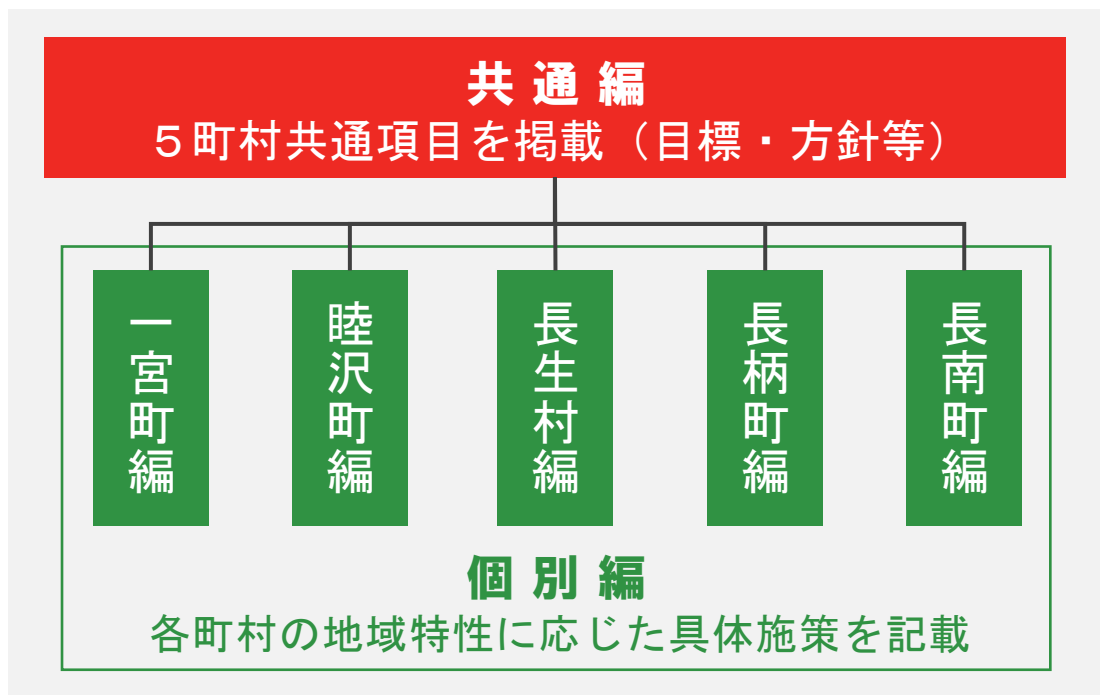 共通編
５町村共通項目を掲載（目標・方針等）
一宮町編
睦沢町編
長生村編
長柄町編
長南町編
個別編
各町村の地域特性に応じた具体施策を記載